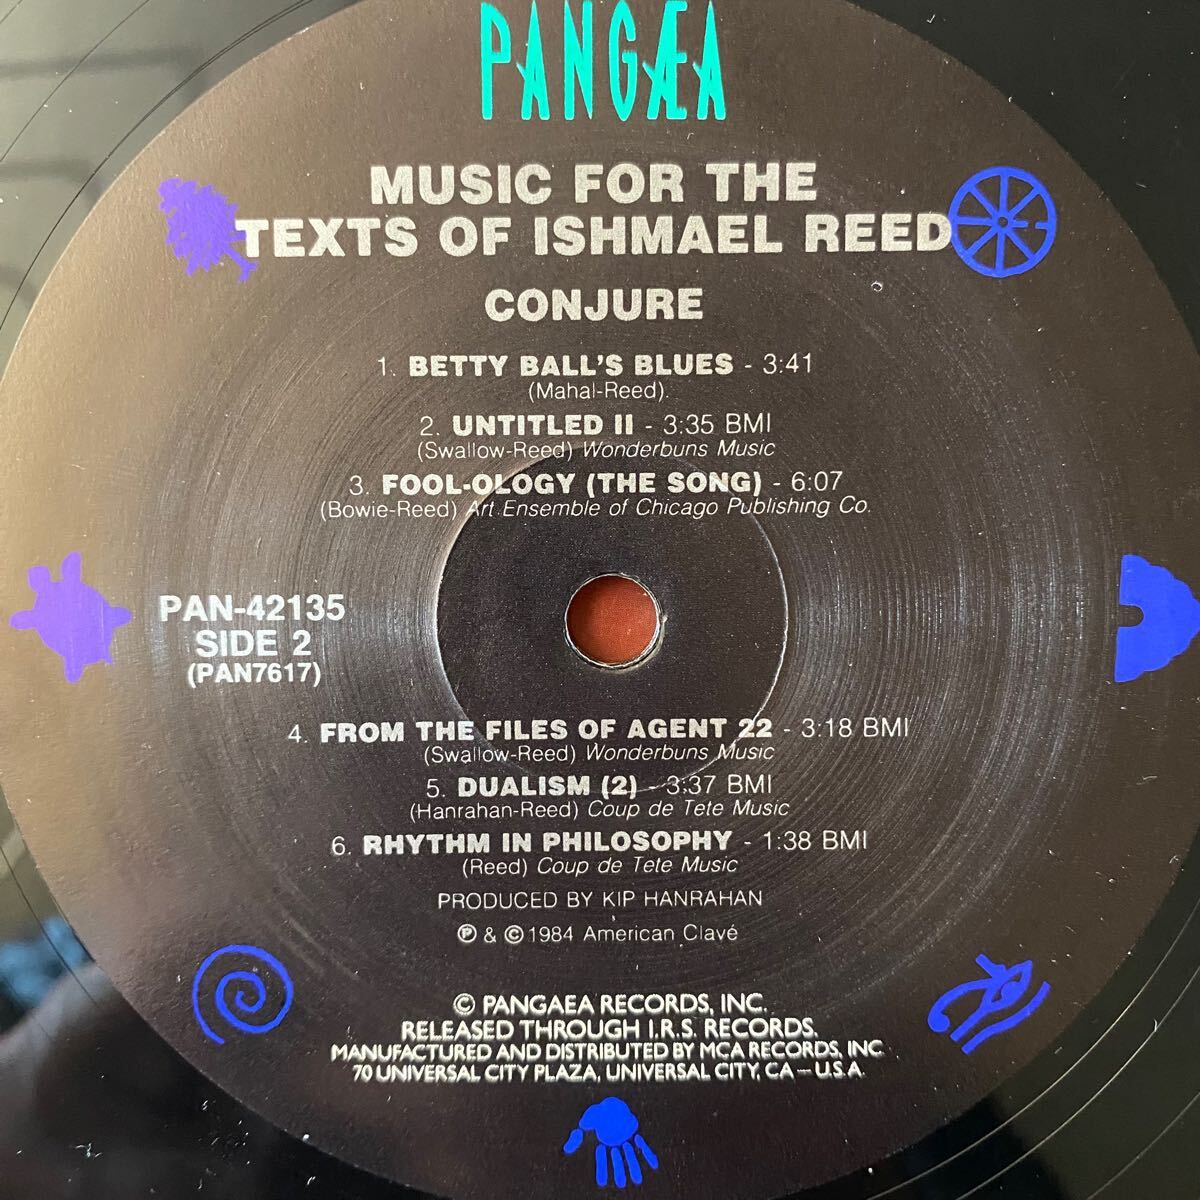 PANGÆA
MUSIC FOR THE
TEXTS OF ISHMAEL REED
CONJURE
1. BETTY BALL'S BLUES - 3:41
(Mahal-Reed).
2. UNTITLED II - 3:35 BMI
(Swallow-Reed) Wonderbuns Music
3. FOOL-OLOGY (THE SONG) - 6:07
(Bowie-Reed) Art Ensemble of Chicago Publishing Co.
PAN-42135
SIDE 2
(PAN7617)
4. FROM THE FILES OF AGENT 22 - 3:18 BMI
(Swallow-Reed) Wonderbuns Music
5. DUALISM (2) - 3:37 BMI
(Hanrahan-Reed) Coup de Tete Music
6. RHYTHM IN PHILOSOPHY - 1:38 BMI
(Reed) Coup de Tete Music
PRODUCED BY KIP HANRAHAN
℗ & © 1984 American Clavé
© PANGAEA RECORDS, INC.
RELEASED THROUGH I.R.S. RECORDS.
MANUFACTURED AND DISTRIBUTED BY MCA RECORDS, INC
70 UNIVERSAL CITY PLAZA, UNIVERSAL CITY, CA — U.S.A